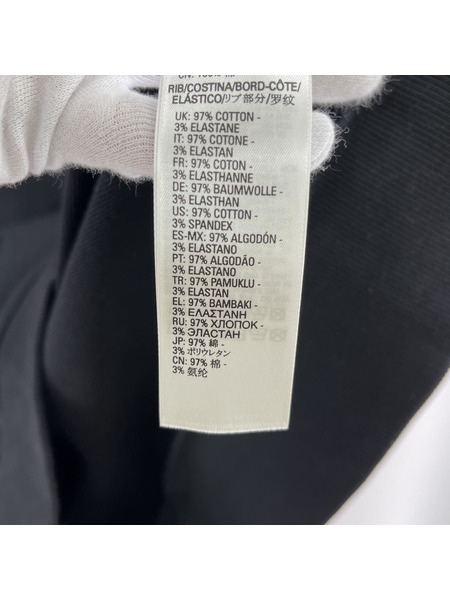 CN: 100% 棉
RIB/COSTINA/BORD-CÔTE/
ELÁSTICO/リブ部分/罗纹
UK: 97% COTTON -
3% ELASTANE
IT: 97% COTONE -
3% ELASTAN
FR: 97% COTON -
3% ELASTHANNE
DE: 97% BAUMWOLLE -
3% ELASTHAN
US: 97% COTTON -
3% SPANDEX
ES-MX: 97% ALGODÓN -
3% ELASTANO
PT: 97% ALGODÃO -
3% ELASTANO
TR: 97% PAMUKLU -
3% ELASTAN
EL: 97% BAMBAKI -
3% ΕΛΑΣΤΑΝΗ
RU: 97% ХЛОПОК -
3% ЭЛАСТАН
JP: 97% 綿 -
3% ポリウレタン
CN: 97% 棉 -
3% 氨纶